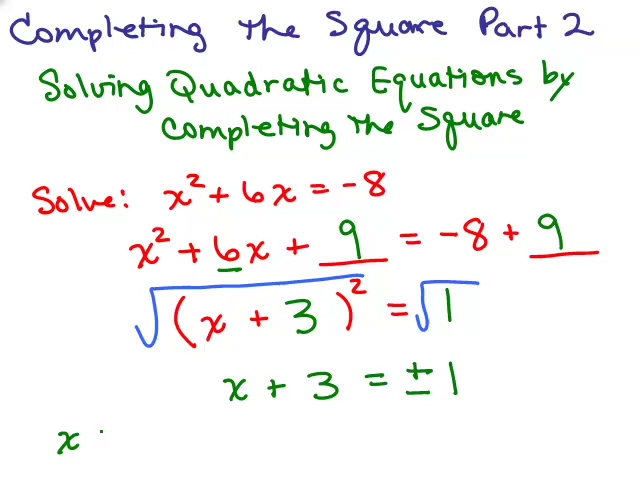 Completing the Square Part 2
Solving Quadratic Equations by
Completing the Square
Solve: x² + 6x = -8
x² + 6x + 9 = -8 + 9
√(x + 3)² = √1
x + 3 = ± 1
x